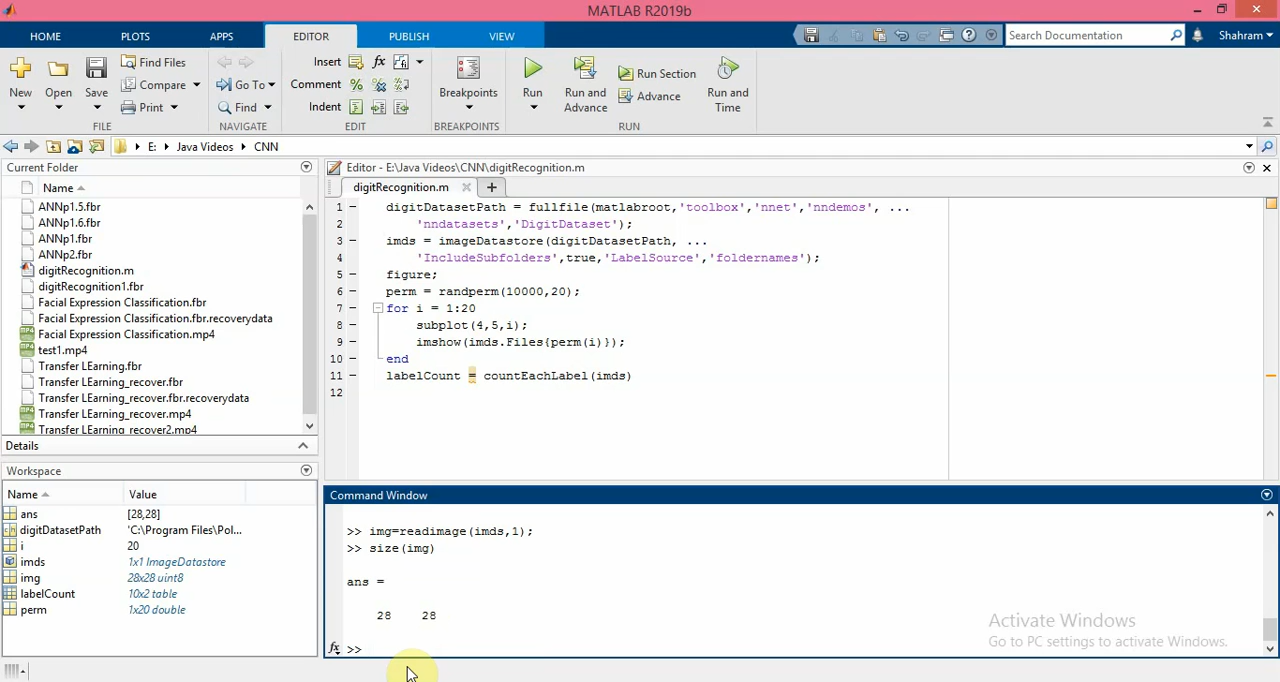 MATLAB R2019b
HOME PLOTS APPS EDITOR PUBLISH VIEW Search Documentation Shahram
New Open Save Find Files Compare Print
Go To Find
Insert fx Comment % Indent
Breakpoints
Run Run and Advance Run Section Advance Run and Time
FILE NAVIGATE EDIT BREAKPOINTS RUN
E: Java Videos CNN
Current Folder
Name
ANNp1.5.fbr
ANNp1.6.fbr
ANNp1.fbr
ANNp2.fbr
digitRecognition.m
digitRecognition1.fbr
Facial Expression Classification.fbr
Facial Expression Classification.fbr.recoverydata
Facial Expression Classification.mp4
test1.mp4
Transfer LEarning.fbr
Transfer LEarning_recover.fbr
Transfer LEarning_recover.fbr.recoverydata
Transfer LEarning_recover.mp4
Transfer LEarning_recover2.mp4
Details
Workspace
Name Value
ans [28,28]
digitDatasetPath 'C:\Program Files\Pol...
i 20
imds 1x1 ImageDatastore
img 28x28 uint8
labelCount 10x2 table
perm 1x20 double
Editor - E:\Java Videos\CNN\digitRecognition.m
digitRecognition.m
1 digitDatasetPath = fullfile(matlabroot,'toolbox','nnet','nndemos', ...
2 'nndatasets','DigitDataset');
3 imds = imageDatastore(digitDatasetPath, ...
4 'IncludeSubfolders',true,'LabelSource','foldernames');
5 figure;
6 perm = randperm(10000,20);
7 for i = 1:20
8 subplot(4,5,i);
9 imshow(imds.Files{perm(i)});
10 end
11 labelCount = countEachLabel(imds)
12
Command Window
>> img=readimage(imds,1);
>> size(img)
ans =
28 28
fx >>
Activate Windows
Go to PC settings to activate Windows.